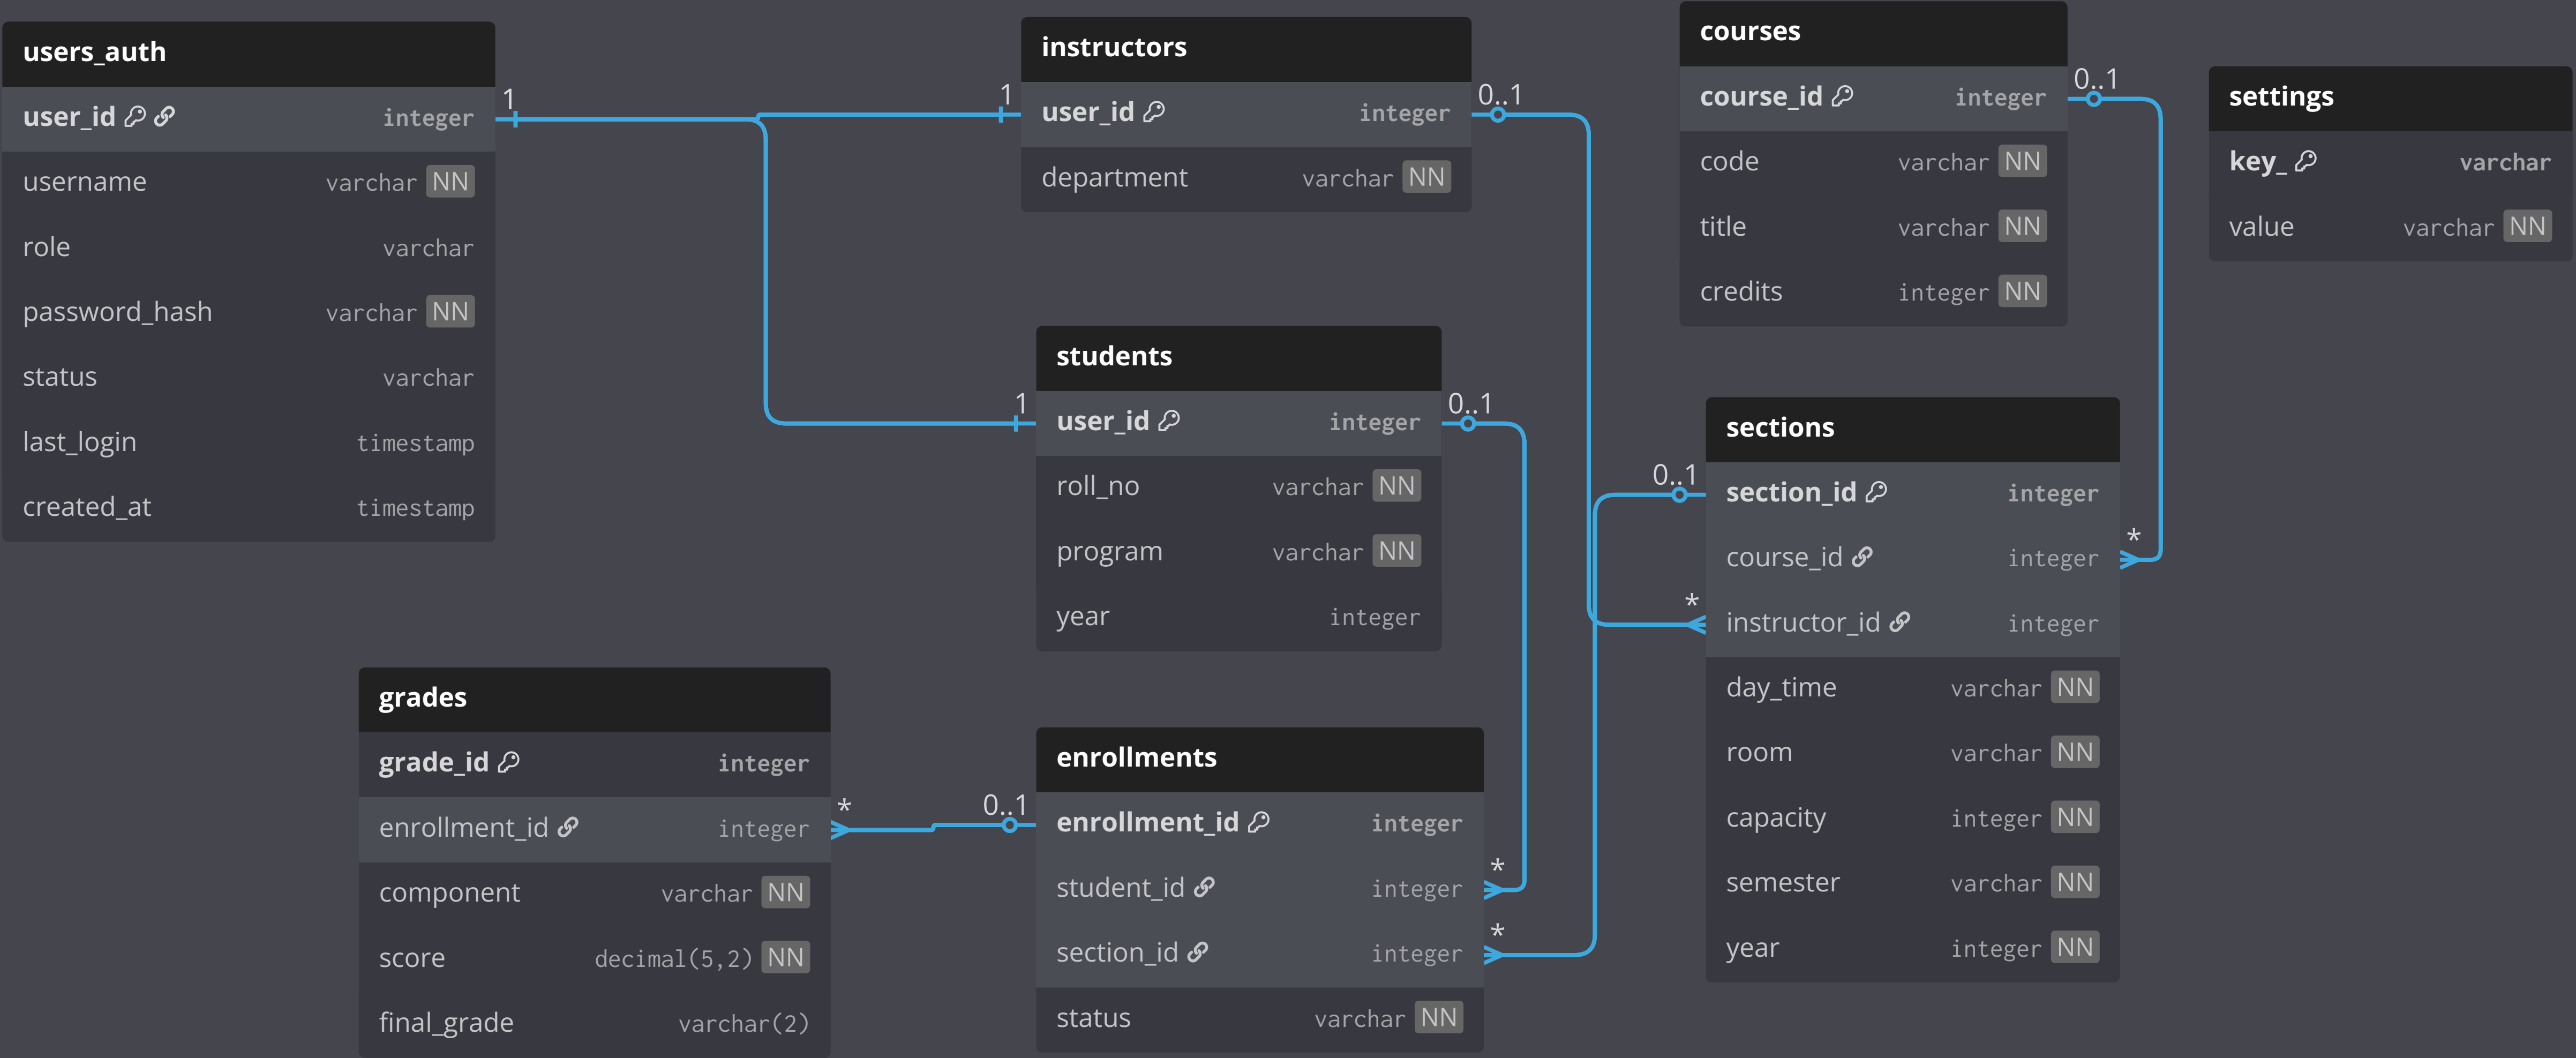 users_auth
user_id integer
username varchar NN
role varchar
password_hash varchar NN
status varchar
last_login timestamp
created_at timestamp
1
1
1
instructors
user_id integer
department varchar NN
0..1
students
user_id integer
roll_no varchar NN
program varchar NN
year integer
0..1
courses
course_id integer
code varchar NN
title varchar NN
credits integer NN
0..1
settings
key_ varchar
value varchar NN
sections
section_id integer
course_id integer
instructor_id integer
day_time varchar NN
room varchar NN
capacity integer NN
semester varchar NN
year integer NN
0..1
*
*
grades
grade_id integer
enrollment_id integer
component varchar NN
score decimal(5,2) NN
final_grade varchar(2)
*
0..1
enrollments
enrollment_id integer
student_id integer
section_id integer
status varchar NN
*
*